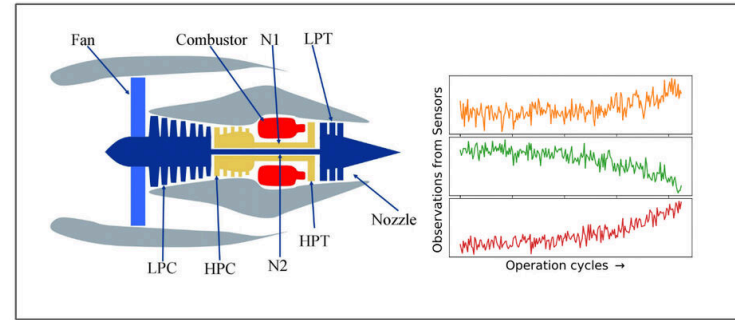 Fan
Combustor
N1
LPT
LPC
HPC
N2
HPT
Nozzle
Observations from Sensors
Operation cycles →